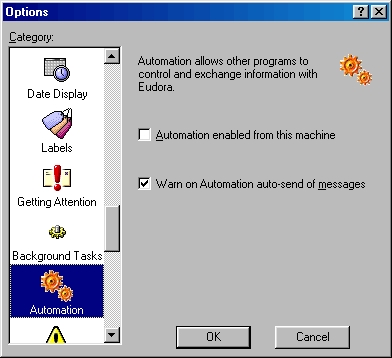 Options
Category:
Date Display
Labels
Getting Attention
Background Tasks
Automation
Automation allows other programs to
control and exchange information with
Eudora.
Automation enabled from this machine
Warn on Automation auto-send of messages
OK
Cancel